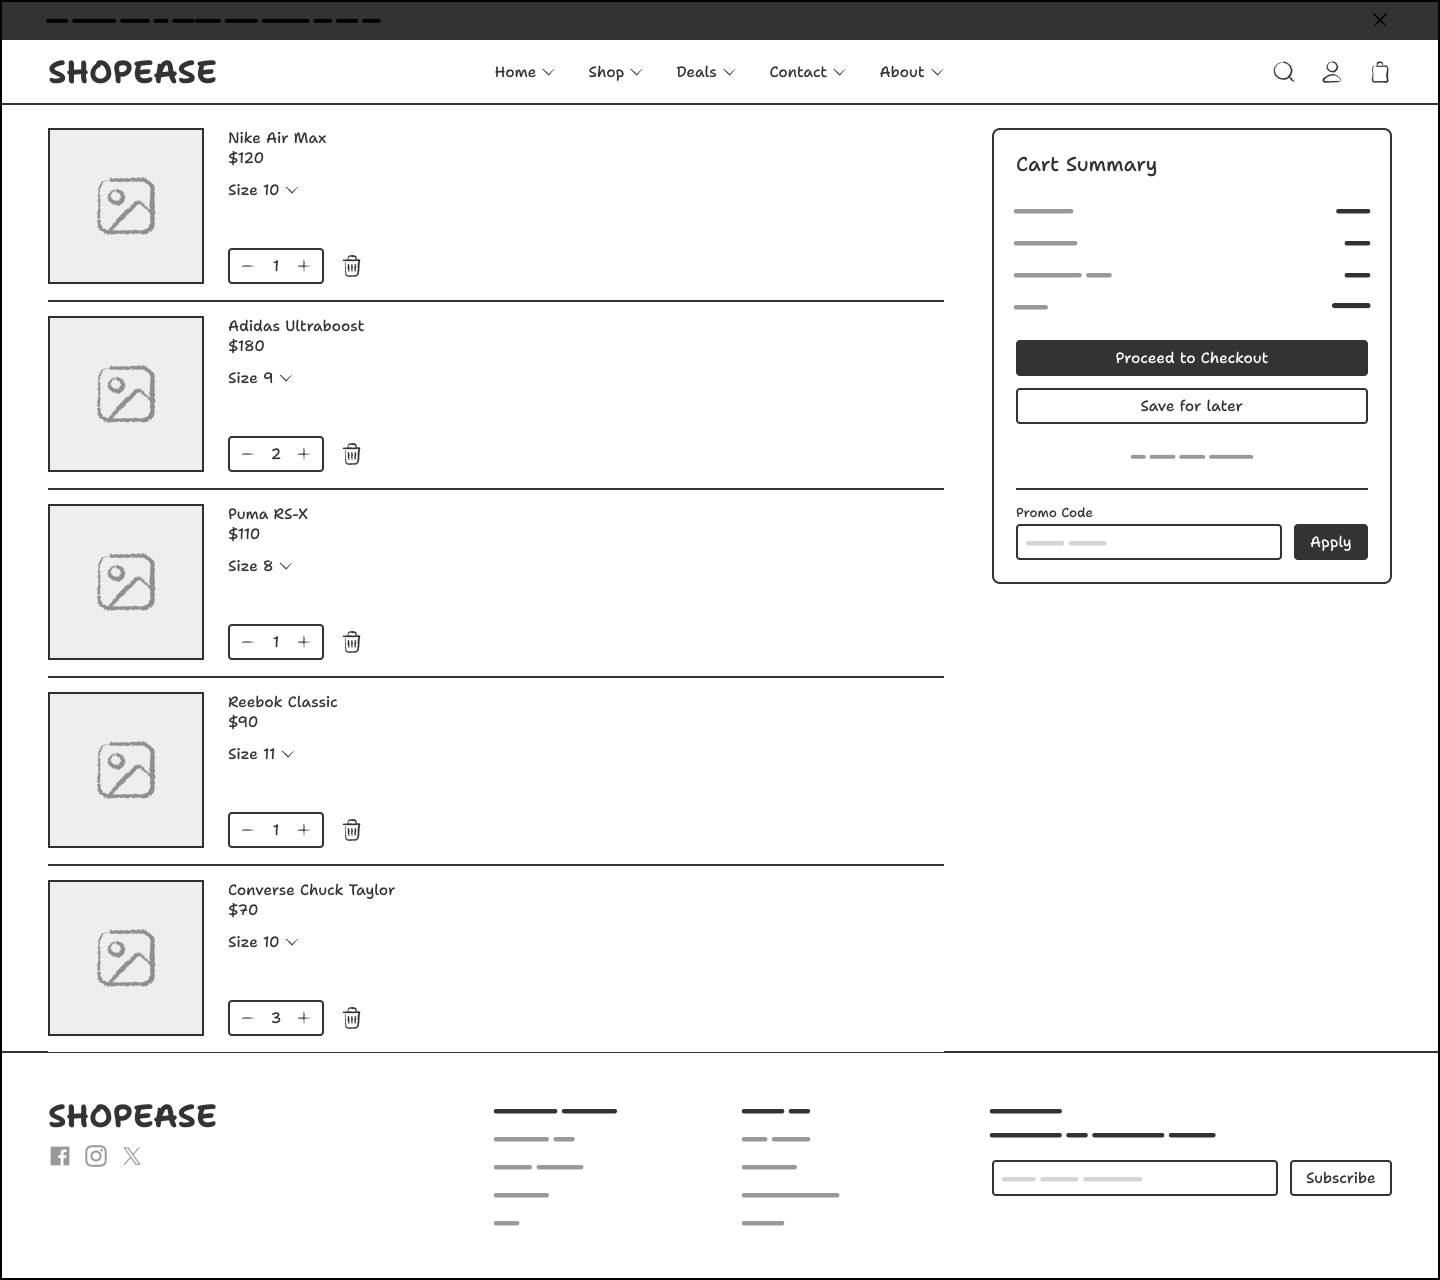 SHOPEASE
Home Shop Deals Contact About
Nike Air Max
$120
Size 10
1
Adidas Ultraboost
$180
Size 9
2
Puma RS-X
$110
Size 8
1
Reebok Classic
$90
Size 11
1
Converse Chuck Taylor
$70
Size 10
3
Cart Summary
Proceed to Checkout
Save for later
Promo Code
Apply
SHOPEASE
Subscribe